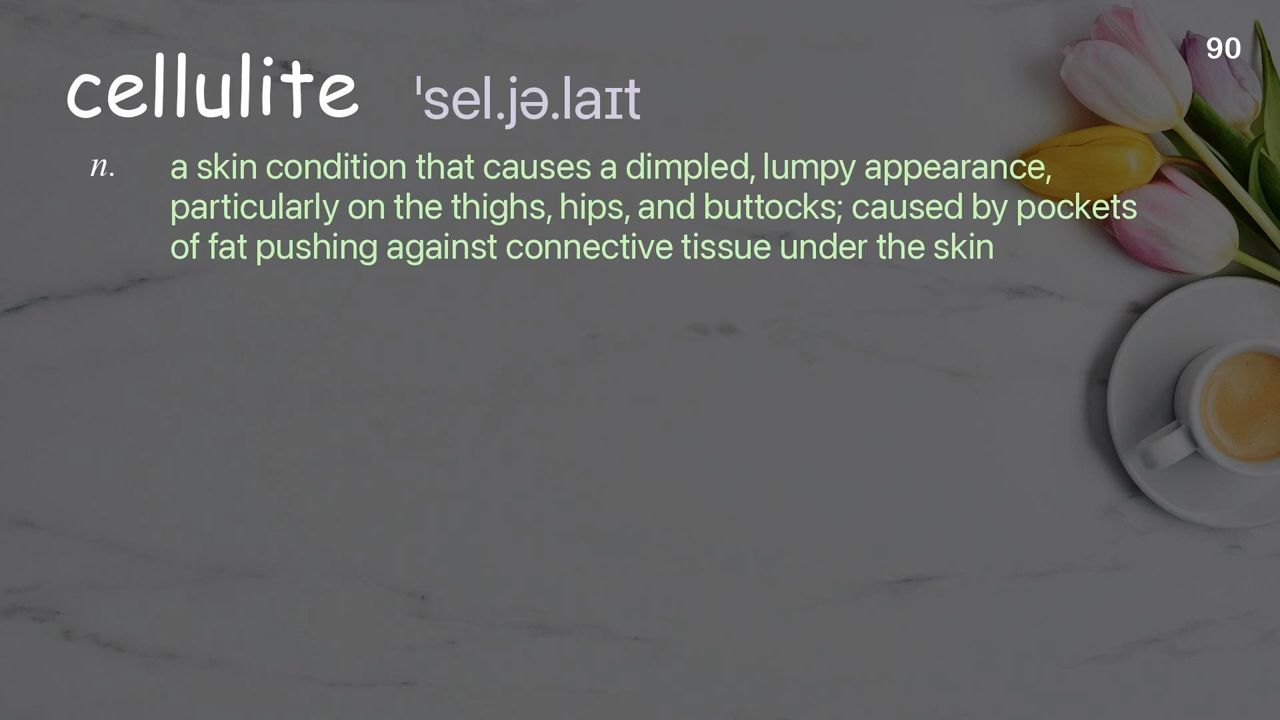 90
cellulite ˈsel.jə.laɪt
n. a skin condition that causes a dimpled, lumpy appearance,
particularly on the thighs, hips, and buttocks; caused by pockets
of fat pushing against connective tissue under the skin